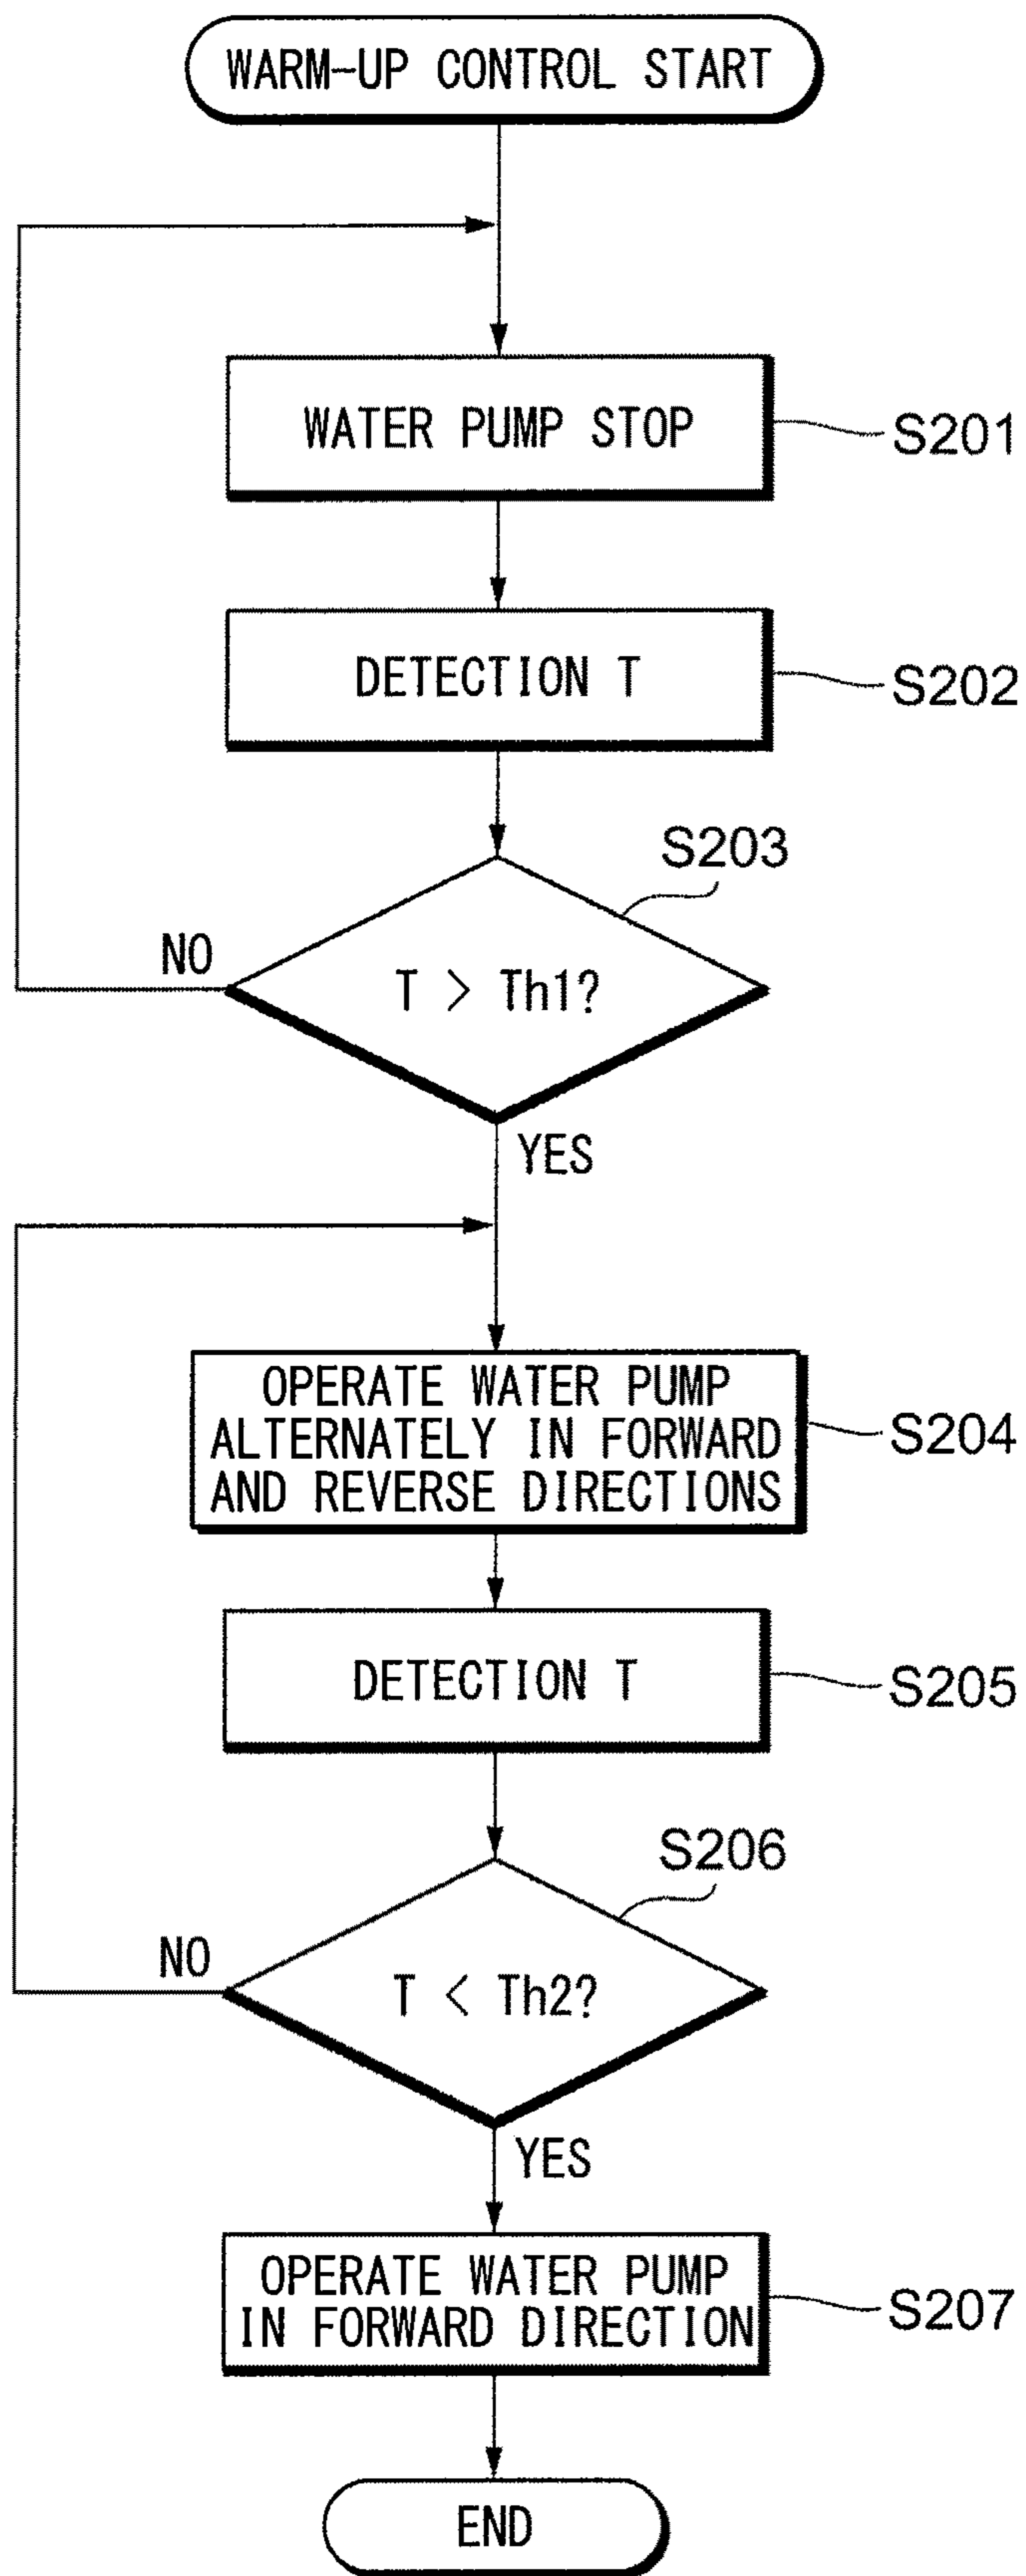 WARM-UP CONTROL START
WATER PUMP STOP
S201
DETECTION T
S202
S203
T > Th1?
NO
YES
OPERATE WATER PUMP
ALTERNATELY IN FORWARD
AND REVERSE DIRECTIONS
S204
DETECTION T
S205
S206
T < Th2?
NO
YES
OPERATE WATER PUMP
IN FORWARD DIRECTION
S207
END